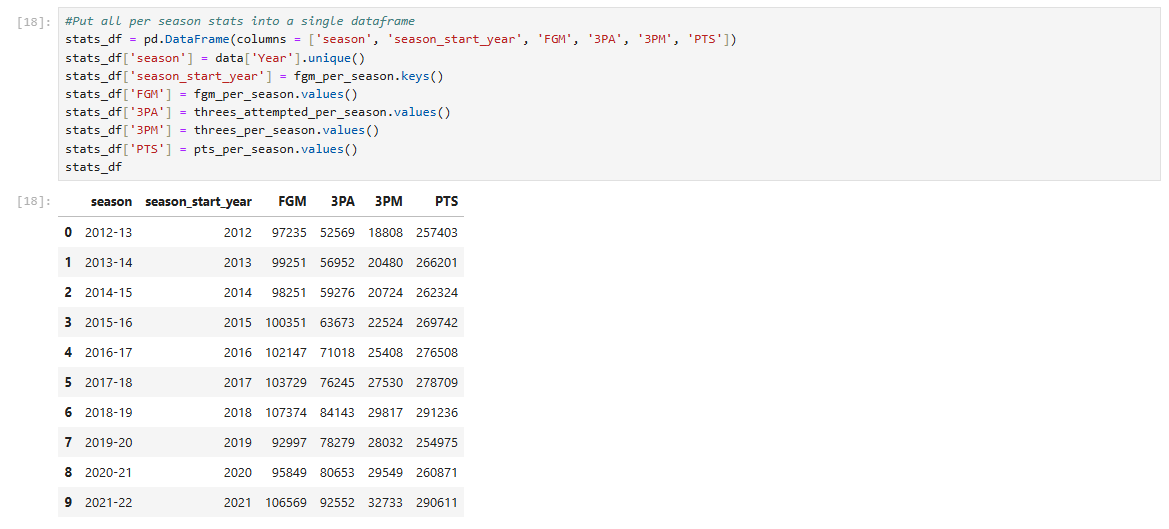 [18]: #Put all per season stats into a single dataframe
stats_df = pd.DataFrame(columns = ['season', 'season_start_year', 'FGM', '3PA', '3PM', 'PTS'])
stats_df['season'] = data['Year'].unique()
stats_df['season_start_year'] = fgm_per_season.keys()
stats_df['FGM'] = fgm_per_season.values()
stats_df['3PA'] = threes_attempted_per_season.values()
stats_df['3PM'] = threes_per_season.values()
stats_df['PTS'] = pts_per_season.values()
stats_df
[18]: season season_start_year FGM 3PA 3PM PTS
0 2012-13 2012 97235 52569 18808 257403
1 2013-14 2013 99251 56952 20480 266201
2 2014-15 2014 98251 59276 20724 262324
3 2015-16 2015 100351 63673 22524 269742
4 2016-17 2016 102147 71018 25408 276508
5 2017-18 2017 103729 76245 27530 278709
6 2018-19 2018 107374 84143 29817 291236
7 2019-20 2019 92997 78279 28032 254975
8 2020-21 2020 95849 80653 29549 260871
9 2021-22 2021 106569 92552 32733 290611